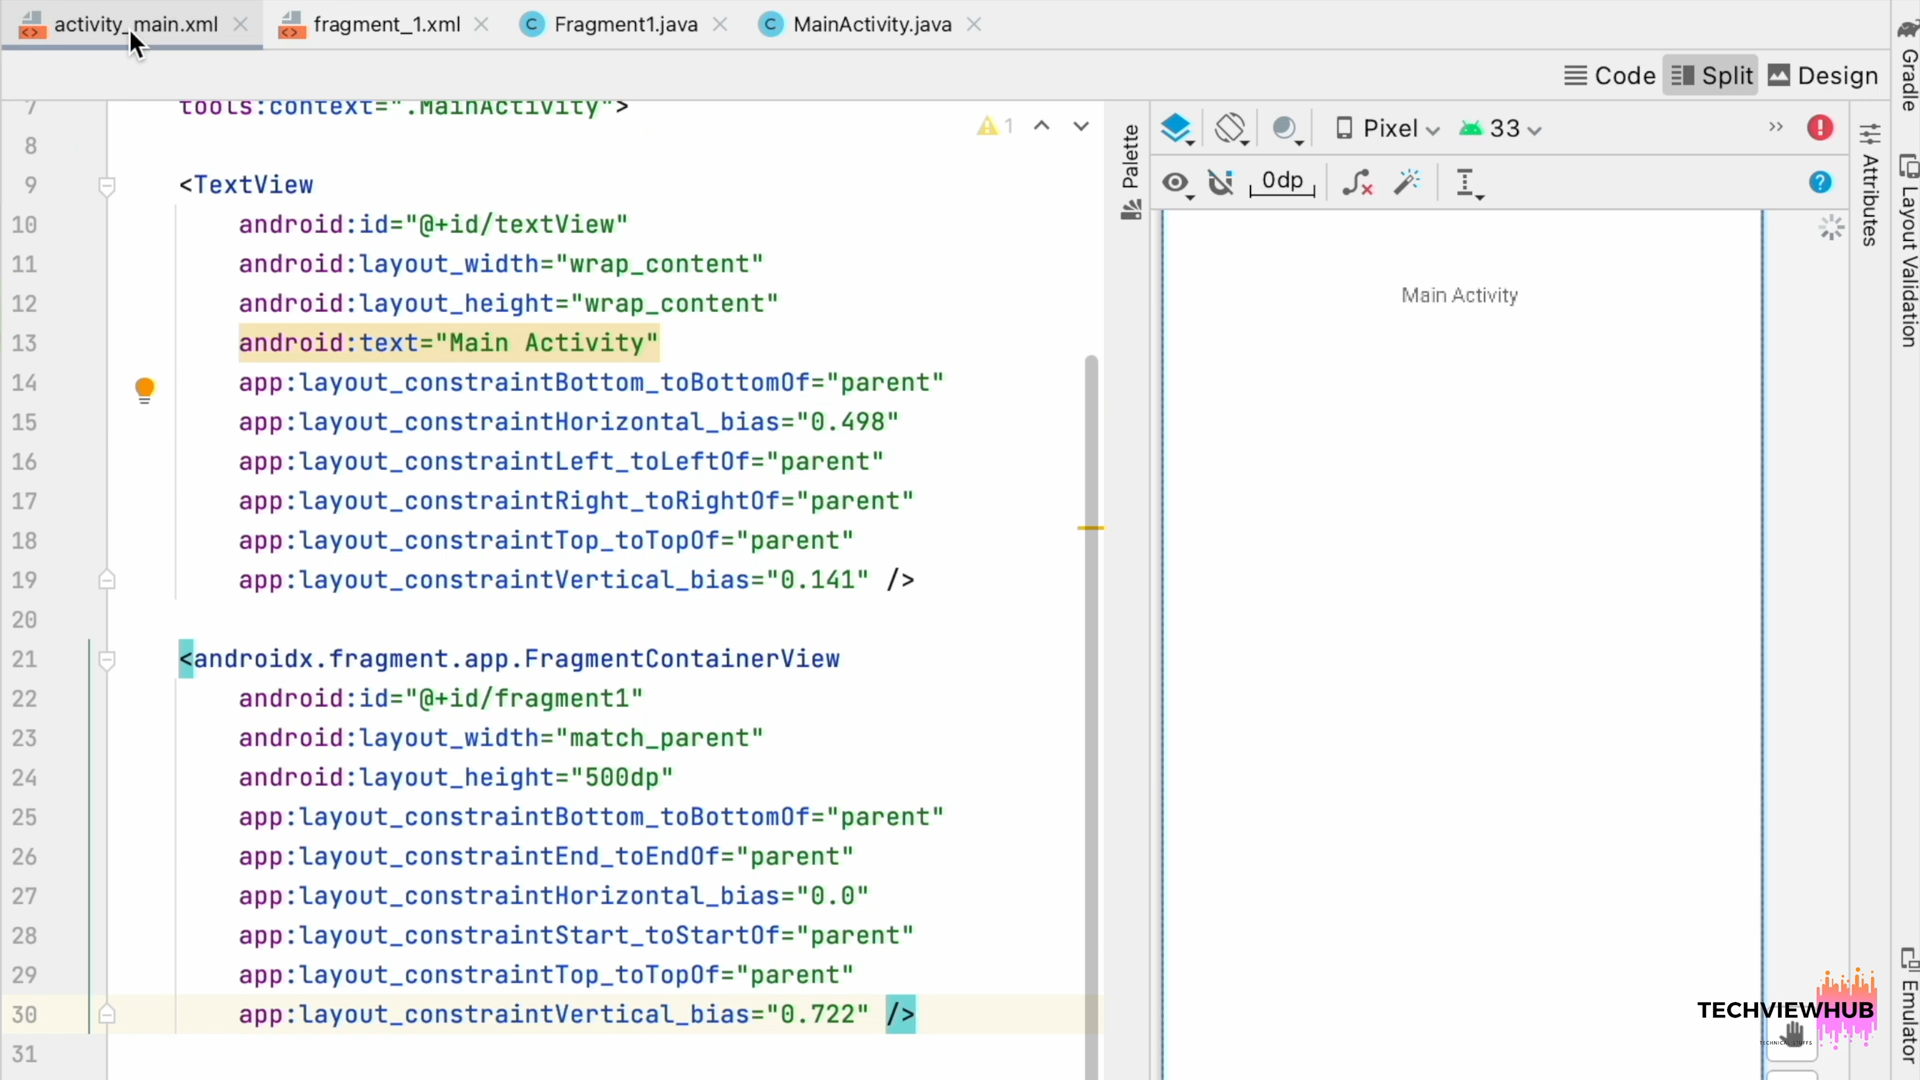 activity_main.xml
fragment_1.xml
Fragment1.java
MainActivity.java
Code
Split
Design
7 tools:context=".MainActivity">
8
9 <TextView
10 android:id="@+id/textView"
11 android:layout_width="wrap_content"
12 android:layout_height="wrap_content"
13 android:text="Main Activity"
14 app:layout_constraintBottom_toBottomOf="parent"
15 app:layout_constraintHorizontal_bias="0.498"
16 app:layout_constraintLeft_toLeftOf="parent"
17 app:layout_constraintRight_toRightOf="parent"
18 app:layout_constraintTop_toTopOf="parent"
19 app:layout_constraintVertical_bias="0.141" />
20
21 <androidx.fragment.app.FragmentContainerView
22 android:id="@+id/fragment1"
23 android:layout_width="match_parent"
24 android:layout_height="500dp"
25 app:layout_constraintBottom_toBottomOf="parent"
26 app:layout_constraintEnd_toEndOf="parent"
27 app:layout_constraintHorizontal_bias="0.0"
28 app:layout_constraintStart_toStartOf="parent"
29 app:layout_constraintTop_toTopOf="parent"
30 app:layout_constraintVertical_bias="0.722" />
31
1
Palette
Pixel
33
0dp
Main Activity
Attributes
Gradle
Layout Validation
Emulator
TECHVIEWHUB
TECHNICAL STUFFS